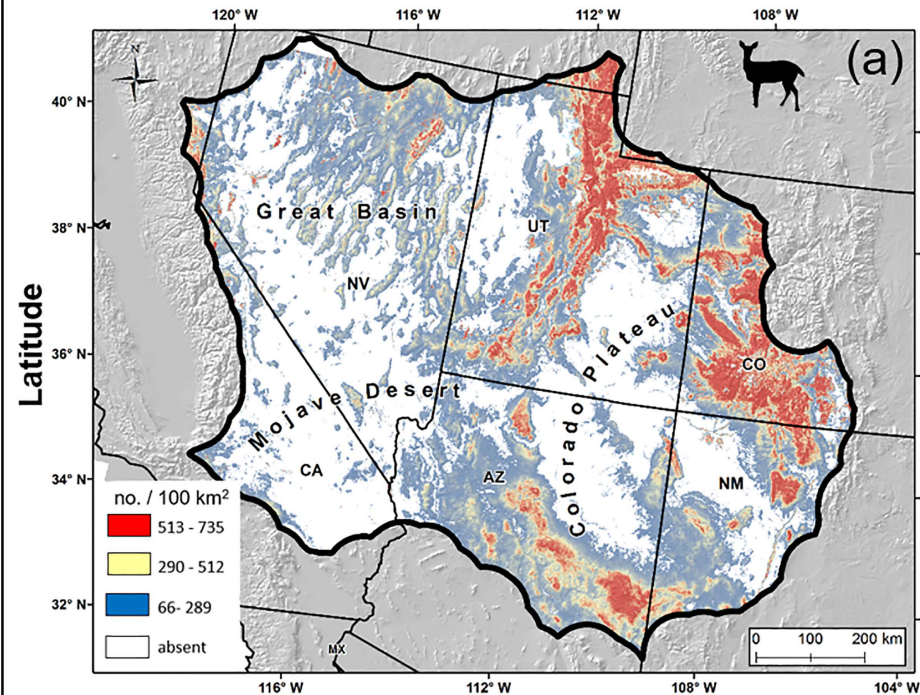 120° W 116° W 112° W 108° W
(a)
N
40° N
38° N
36° N
34° N
32° N
Latitude
Great Basin
UT
NV
Colorado Plateau
CO
Mojave Desert
CA
AZ
NM
no. / 100 km²
513 - 735
290 - 512
66- 289
absent
MX
0 100 200 km
116° W 112° W 108° W 104° W